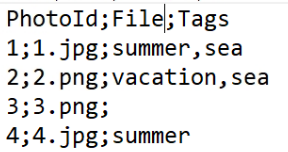 PhotoId;File;Tags
1;1.jpg;summer,sea
2;2.png;vacation,sea
3;3.png;
4;4.jpg;summer